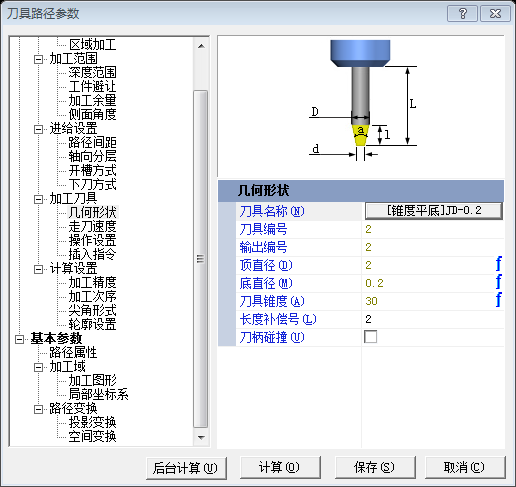 刀具路径参数
区域加工
加工范围
深度范围
工件避让
加工余量
侧面角度
进给设置
路径间距
轴向分层
开槽方式
下刀方式
加工刀具
几何形状
走刀速度
操作设置
插入指令
计算设置
加工精度
加工次序
尖角形式
轮廓设置
基本参数
路径属性
加工域
加工图形
局部坐标系
路径变换
投影变换
空间变换
D
L
a
l
d
几何形状
刀具名称(N) [锥度平底]JD-0.2
刀具编号 2
输出编号 2
顶直径(D) 2 f
底直径(M) 0.2 f
刀具锥度(A) 30 f
长度补偿号(L) 2
刀柄碰撞(U)
后台计算(U) 计算(O) 保存(S) 取消(C)